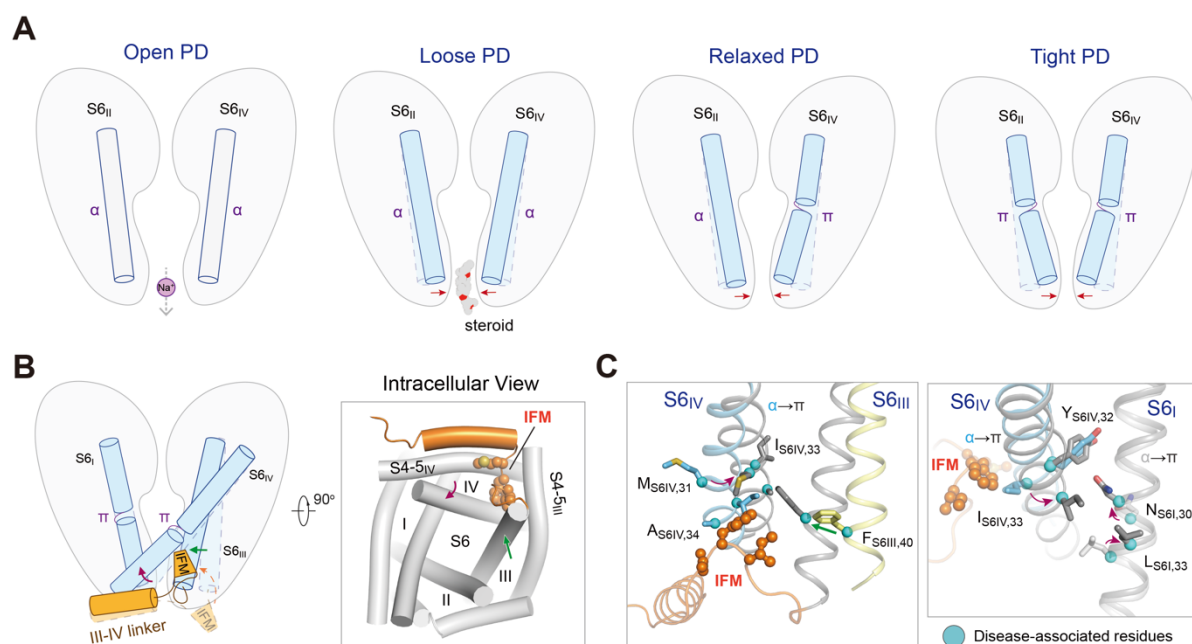 A
Open PD
Loose PD
Relaxed PD
Tight PD
S6II
S6IV
S6II
S6IV
S6II
S6IV
S6II
S6IV
α
α
α
α
α
π
π
π
Na+
steroid
B
S6I
S6IV
π
π
S6III
IFM
IFM
III-IV linker
90o
Intracellular View
IFM
S4-5IV
S4-5III
IV
I
S6
III
II
C
S6IV
S6III
α→π
IS6IV,33
MS6IV,31
AS6IV,34
FS6III,40
IFM
S6IV
YS6IV,32
S6I
α→π
α→π
IFM
NS6I,30
IS6IV,33
LS6I,33
Disease-associated residues